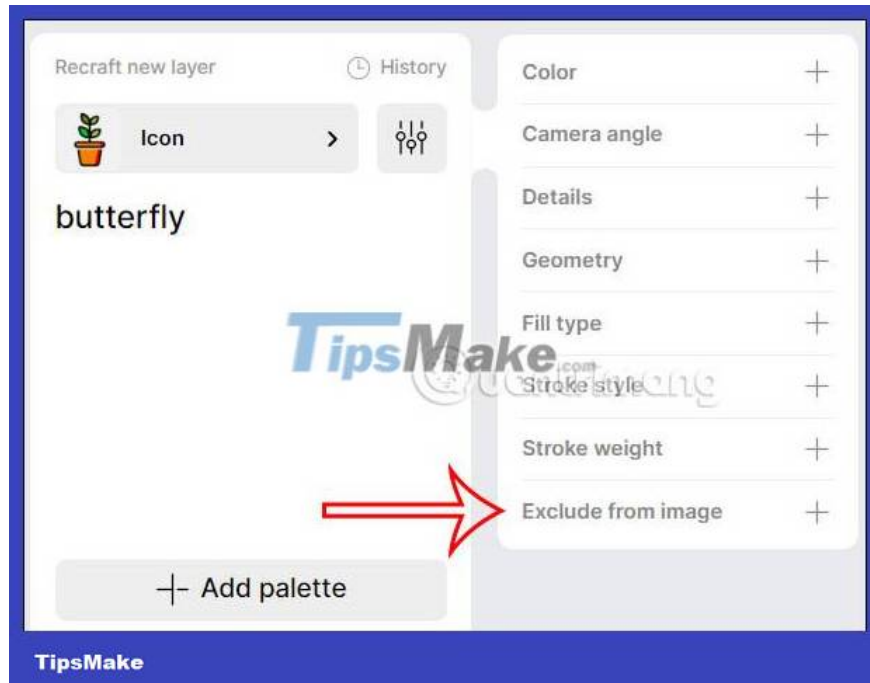 Recraft new layer
History
Icon
butterfly
Add palette
Color
Camera angle
Details
Geometry
Fill type
Stroke style
Stroke weight
Exclude from image
TipsMake.com
uantrimang
TipsMake